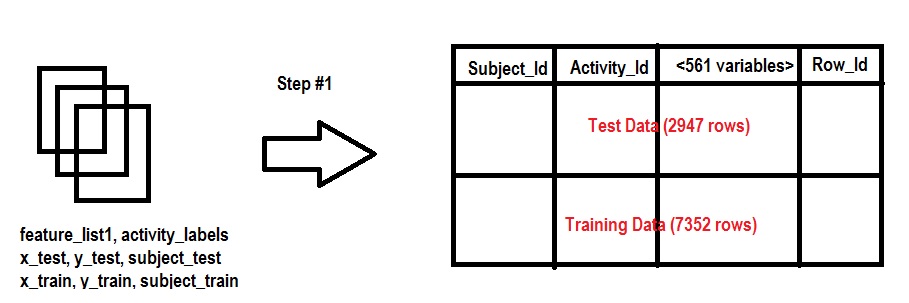 Step #1
feature_list1, activity_labels
x_test, y_test, subject_test
x_train, y_train, subject_train
Subject_Id Activity_Id <561 variables> Row_Id
Test Data (2947 rows)
Training Data (7352 rows)